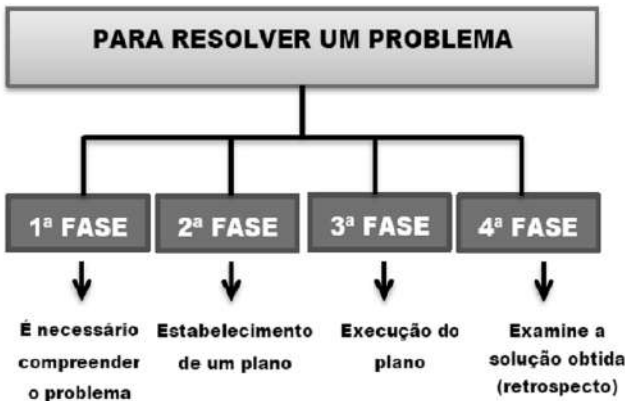 PARA RESOLVER UM PROBLEMA
1ª FASE
2ª FASE
3ª FASE
4ª FASE
É necessário
compreender
o problema
Estabelecimento
de um plano
Execução do
plano
Examine a
solução obtida
(retrospecto)